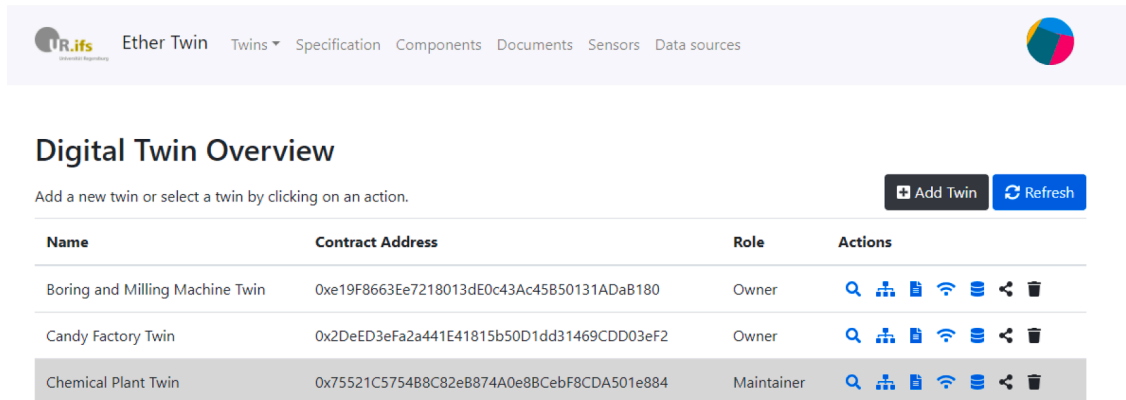 UR.ifs
Universität Regensburg
Ether Twin Twins Specification Components Documents Sensors Data sources
Digital Twin Overview
Add a new twin or select a twin by clicking on an action.
Add Twin Refresh
Name Contract Address Role Actions
Boring and Milling Machine Twin 0xe19F8663Ee7218013dE0c43Ac45B50131ADaB180 Owner
Candy Factory Twin 0x2DeED3eFa2a441E41815b50D1dd31469CDD03eF2 Owner
Chemical Plant Twin 0x75521C5754B8C82eB874A0e8BCebF8CDA501e884 Maintainer